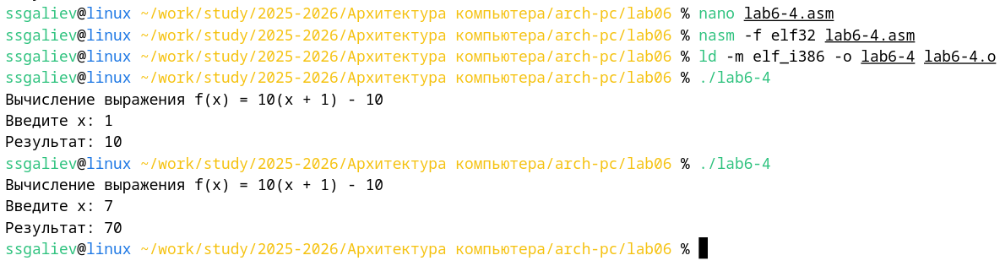 ssgaliev@linux ~/work/study/2025-2026/Архитектура компьютера/arch-pc/lab06 % nano lab6-4.asm
ssgaliev@linux ~/work/study/2025-2026/Архитектура компьютера/arch-pc/lab06 % nasm -f elf32 lab6-4.asm
ssgaliev@linux ~/work/study/2025-2026/Архитектура компьютера/arch-pc/lab06 % ld -m elf_i386 -o lab6-4 lab6-4.o
ssgaliev@linux ~/work/study/2025-2026/Архитектура компьютера/arch-pc/lab06 % ./lab6-4
Вычисление выражения f(x) = 10(x + 1) - 10
Введите x: 1
Результат: 10
ssgaliev@linux ~/work/study/2025-2026/Архитектура компьютера/arch-pc/lab06 % ./lab6-4
Вычисление выражения f(x) = 10(x + 1) - 10
Введите x: 7
Результат: 70
ssgaliev@linux ~/work/study/2025-2026/Архитектура компьютера/arch-pc/lab06 %